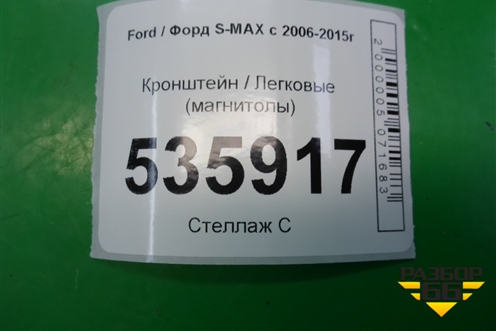 Ford / Форд S-MAX с 2006-2015г
Кронштейн / Легковые
(магнитолы)
535917
Стеллаж С
2000005071683
РАЗБОР
66